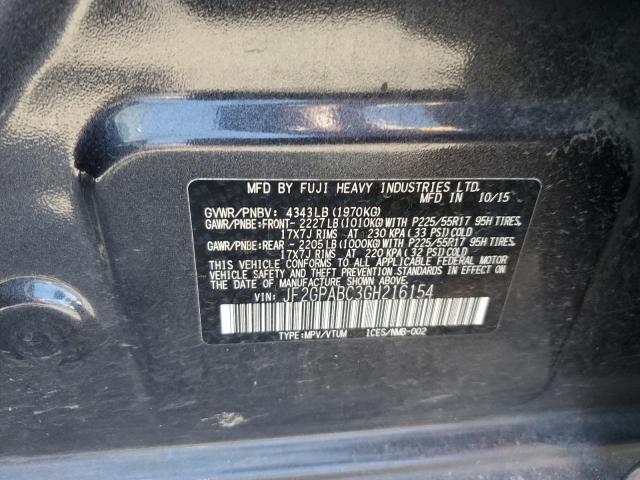 MFD BY FUJI HEAVY INDUSTRIES LTD.
MFD IN 10/15
GVWR/PNBV: 4343LB (1970KG)
GAWR/PNBE:FRONT- 2227LB (1010KG) WITH P225/55R17 95H TIRES,
17X7J RIMS AT 230 KPA (33 PSI) COLD
GAWR/PNBE:REAR - 2205LB (1000KG) WITH P225/55R17 95H TIRES,
17X7J RIMS AT 220 KPA (32 PSI) COLD
THIS VEHICLE CONFORMS TO ALL APPLICABLE FEDERAL MOTOR
VEHICLE SAFETY AND THEFT PREVENTION STANDARDS IN EFFECT ON
THE DATE OF MANUFACTURE SHOWN ABOVE.
VIN: JF2GPABC3GH216154
TYPE:MPV/VTUM ICES/NMB-002